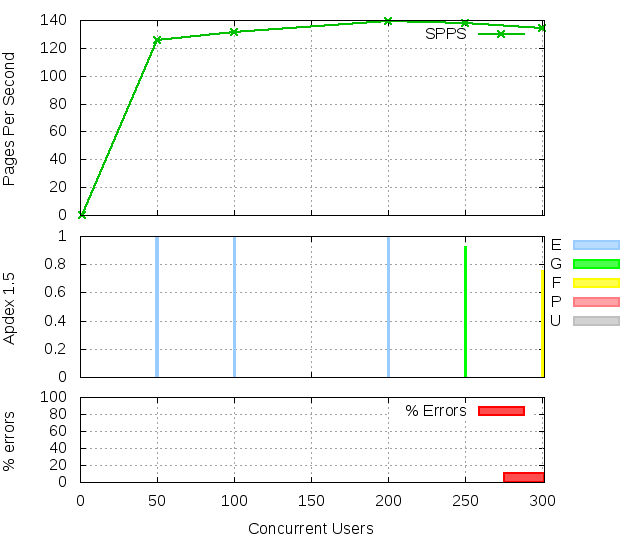 140
120
100
80
60
40
20
0
Pages Per Second
SPPS
1
0.8
0.6
0.4
0.2
0
Apdex 1.5
E
G
F
P
U
100
80
60
40
20
0
% errors
% Errors
0 50 100 150 200 250 300
Concurrent Users